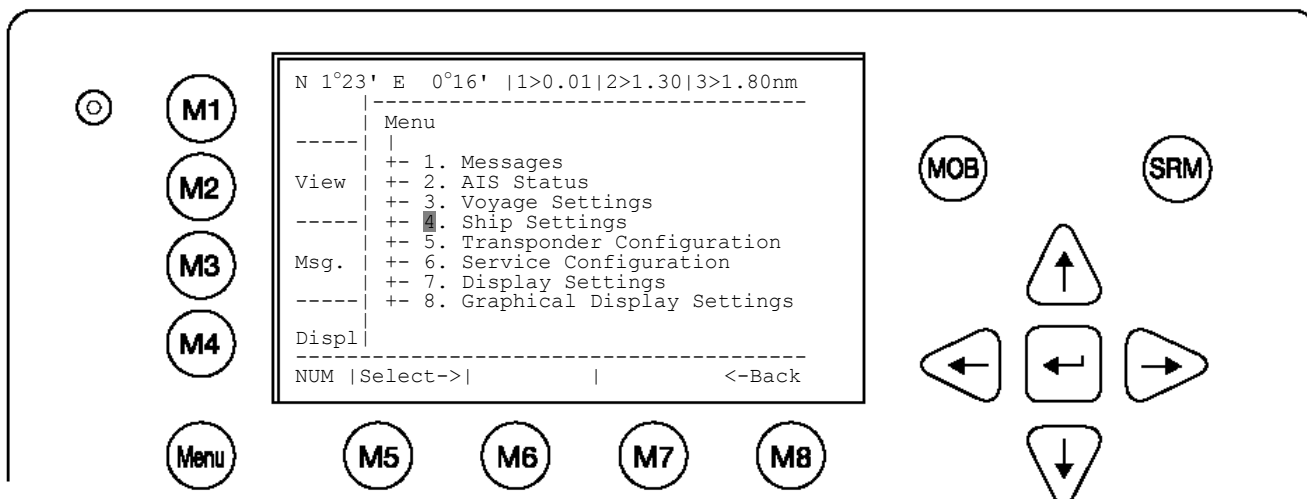 N 1°23' E 0°16' |1>0.01|2>1.30|3>1.80nm
|----------------------------------
| Menu
-----| |
| +- 1. Messages
View | +- 2. AIS Status
| +- 3. Voyage Settings
-----| +- 4. Ship Settings
| +- 5. Transponder Configuration
Msg. | +- 6. Service Configuration
| +- 7. Display Settings
-----| +- 8. Graphical Display Settings
|
Displ|
----------------------------------------
NUM |Select->| | <-Back
M1
M2
M3
M4
Menu
M5
M6
M7
M8
MOB
SRM